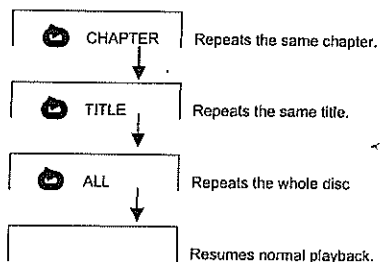 CHAPTER Repeats the same chapter.
TITLE Repeats the same title.
ALL Repeats the whole disc
Resumes normal playback.